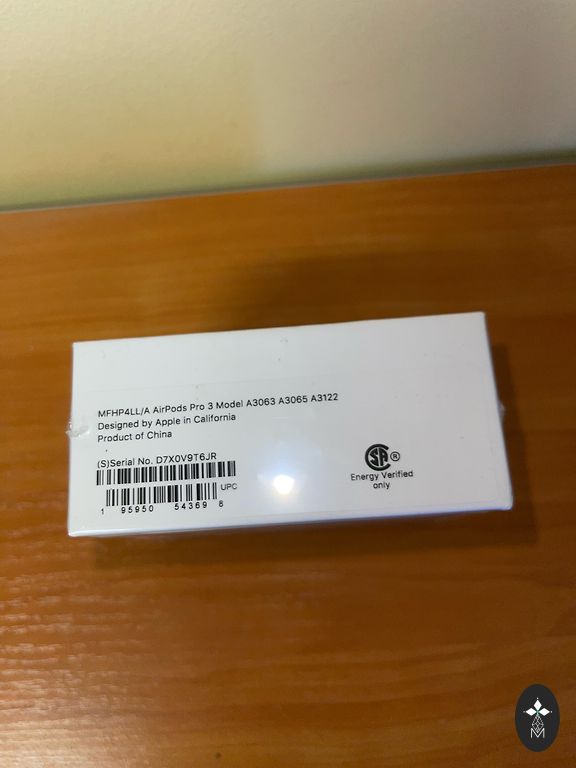 MFHP4LL/A AirPods Pro 3 Model A3063 A3065 A3122
Designed by Apple in California
Product of China
(S)Serial No. D7X0V9T6JR
UPC
1 95950 54369 8
SA®
Energy Verified
only
M